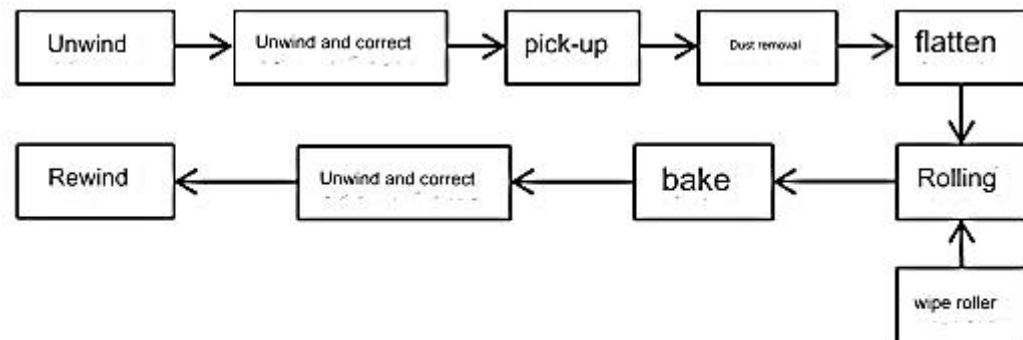 Unwind
Unwind and correct
pick-up
Dust removal
flatten
Rewind
Unwind and correct
bake
Rolling
wipe roller